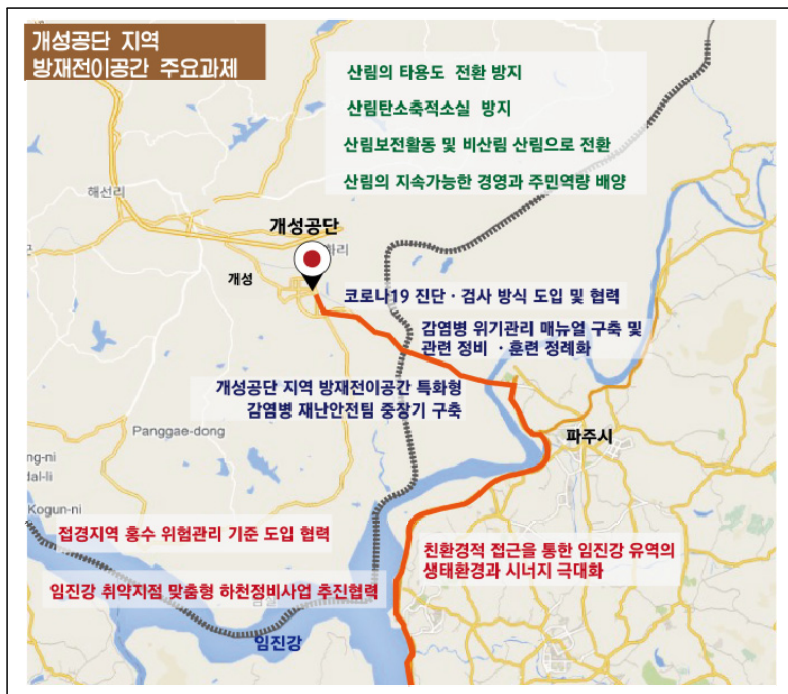 개성공단 지역
방재전이공간 주요과제
산림의 타용도 전환 방지
산림탄소축적소실 방지
산림보전활동 및 비산림 산림으로 전환
산림의 지속가능한 경영과 주민역량 배양
해선리
개성공단
화리
개성
코로나19 진단·검사 방식 도입 및 협력
감염병 위기관리 매뉴얼 구축 및
관련 정비 ·훈련 정례화
개성공단 지역 방재전이공간 특화형
감염병 재난안전팀 중장기 구축
Panggae-dong
파주시
ng-ni
dal-li
Kogun-ni
접경지역 홍수 위험관리 기준 도입 협력
친환경적 접근을 통한 임진강 유역의
생태환경과 시너지 극대화
임진강 취약지점 맞춤형 하천정비사업 추진협력
임진강